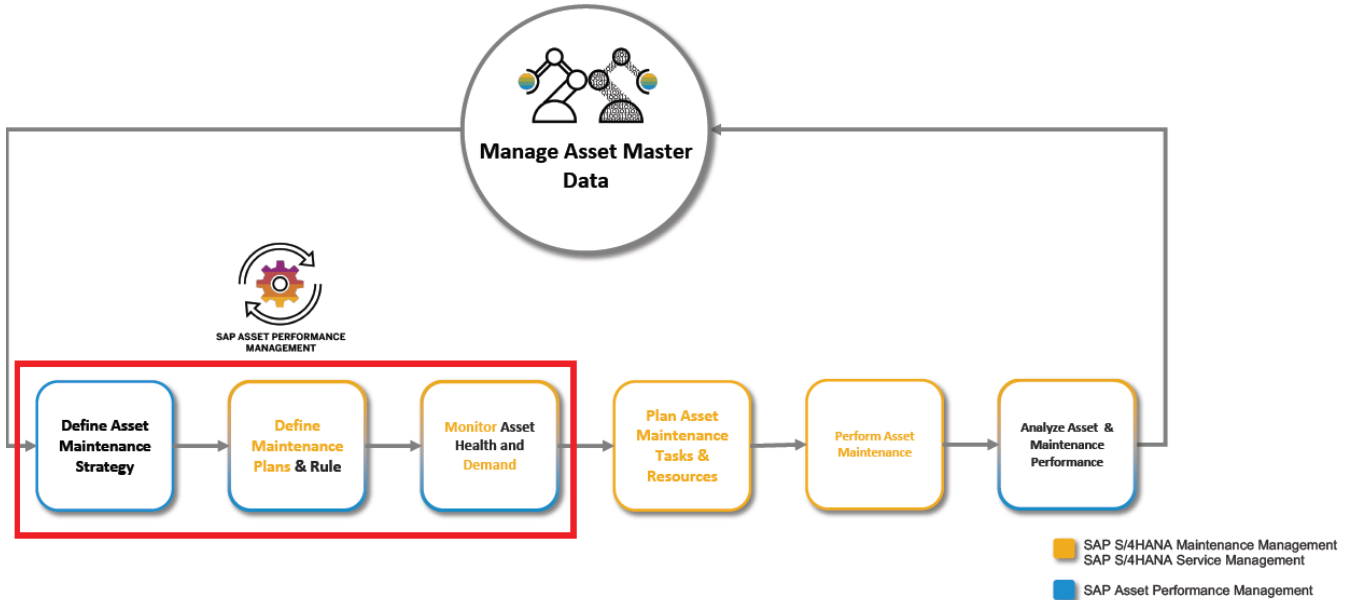 Manage Asset Master
Data
SAP ASSET PERFORMANCE
MANAGEMENT
Define Asset
Maintenance
Strategy
Define
Maintenance
Plans & Rule
Monitor Asset
Health and
Demand
Plan Asset
Maintenance
Tasks &
Resources
Perform Asset
Maintenance
Analyze Asset &
Maintenance
Performance
SAP S/4HANA Maintenance Management
SAP S/4HANA Service Management
SAP Asset Performance Management